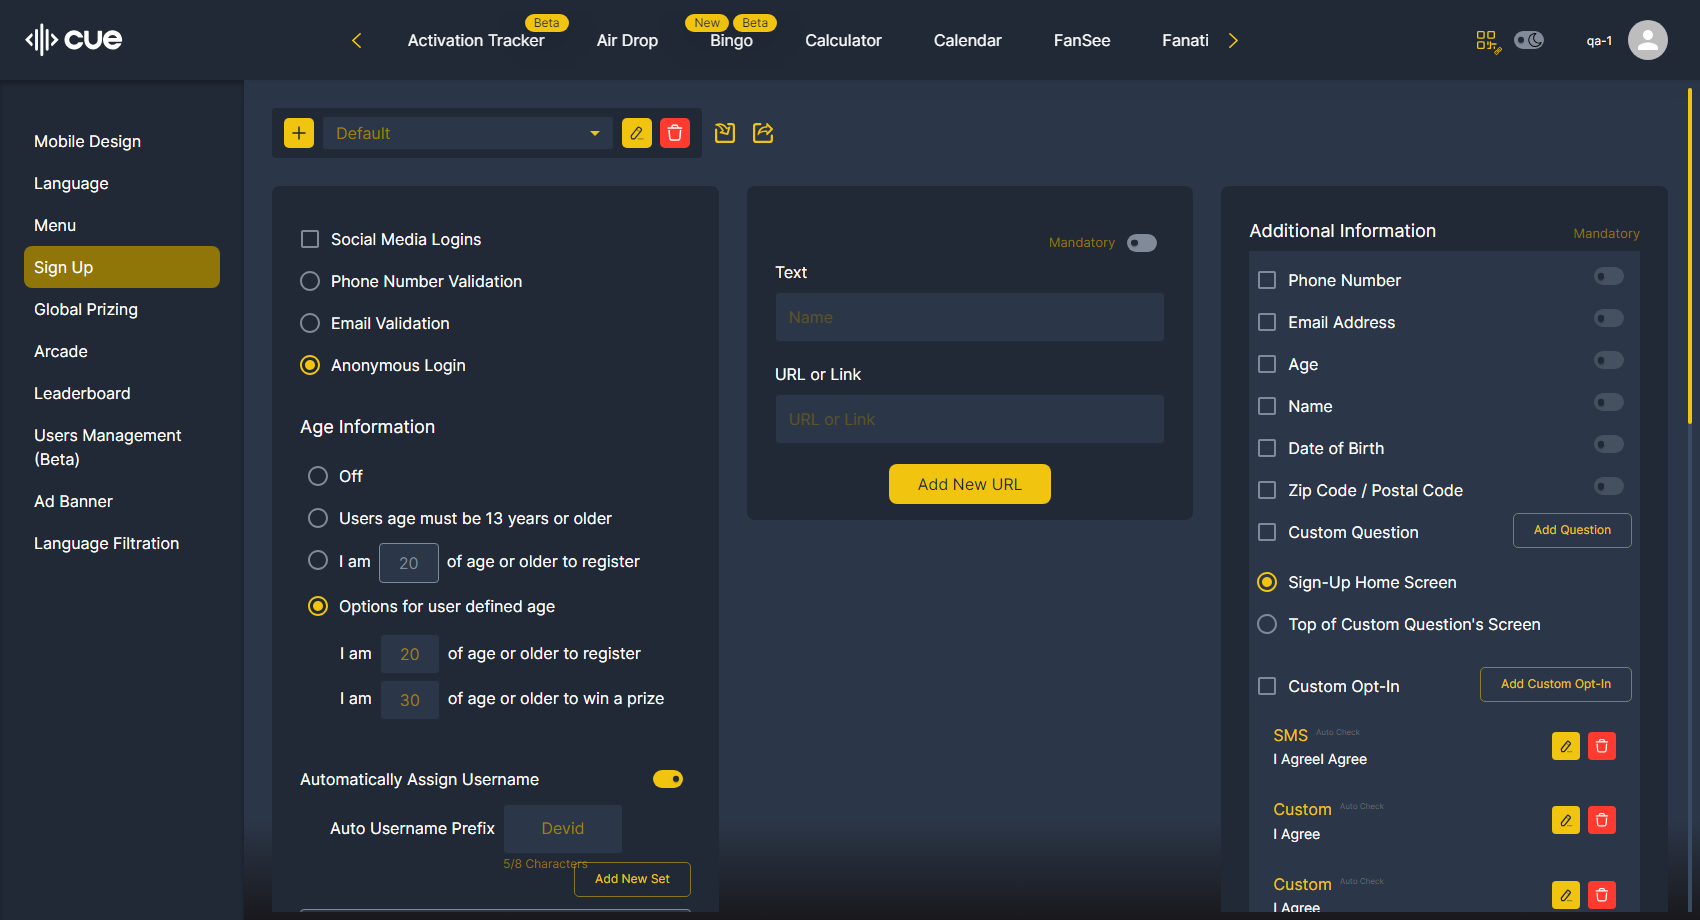 cue
Activation Tracker
Beta
Air Drop
New
Beta
Bingo
Calculator
Calendar
FanSee
Fanati
qa-1
Mobile Design
Language
Menu
Sign Up
Global Prizing
Arcade
Leaderboard
Users Management
(Beta)
Ad Banner
Language Filtration
Default
Social Media Logins
Phone Number Validation
Email Validation
Anonymous Login
Age Information
Off
Users age must be 13 years or older
I am 20 of age or older to register
Options for user defined age
I am 20 of age or older to register
I am 30 of age or older to win a prize
Automatically Assign Username
Auto Username Prefix Devid
5/8 Characters
Add New Set
Mandatory
Text
Name
URL or Link
URL or Link
Add New URL
Additional Information
Mandatory
Phone Number
Email Address
Age
Name
Date of Birth
Zip Code / Postal Code
Custom Question
Add Question
Sign-Up Home Screen
Top of Custom Question's Screen
Custom Opt-In
Add Custom Opt-In
SMS Auto Check
I AgreeI Agree
Custom Auto Check
I Agree
Custom Auto Check
I Agree